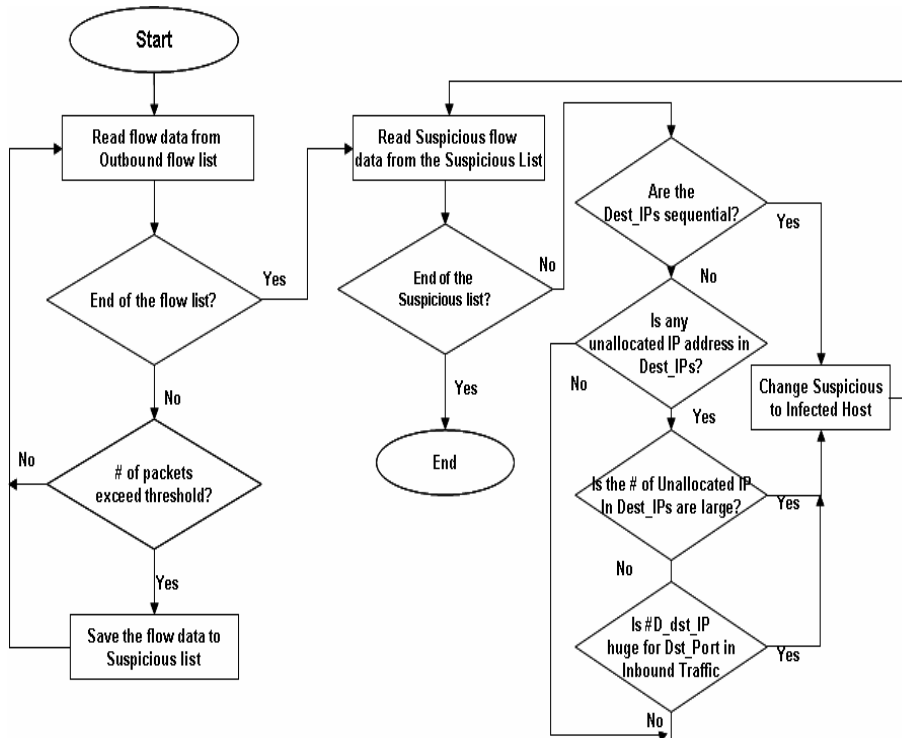 Start
Read flow data from
Outbound flow list
End of the flow list?
Yes
No
# of packets
exceed threshold?
No
Yes
Save the flow data to
Suspicious list
Read Suspicious flow
data from the Suspicious List
End of the
Suspicious list?
No
Yes
End
Are the
Dest_IPs sequential?
Yes
No
Is any
unallocated IP address in
Dest_IPs?
No
Yes
Change Suspicious
to Infected Host
Is the # of Unallocated IP
In Dest_IPs are large?
Yes
No
Is #D_dst_IP
huge for Dst_Port in
Inbound Traffic
Yes
No